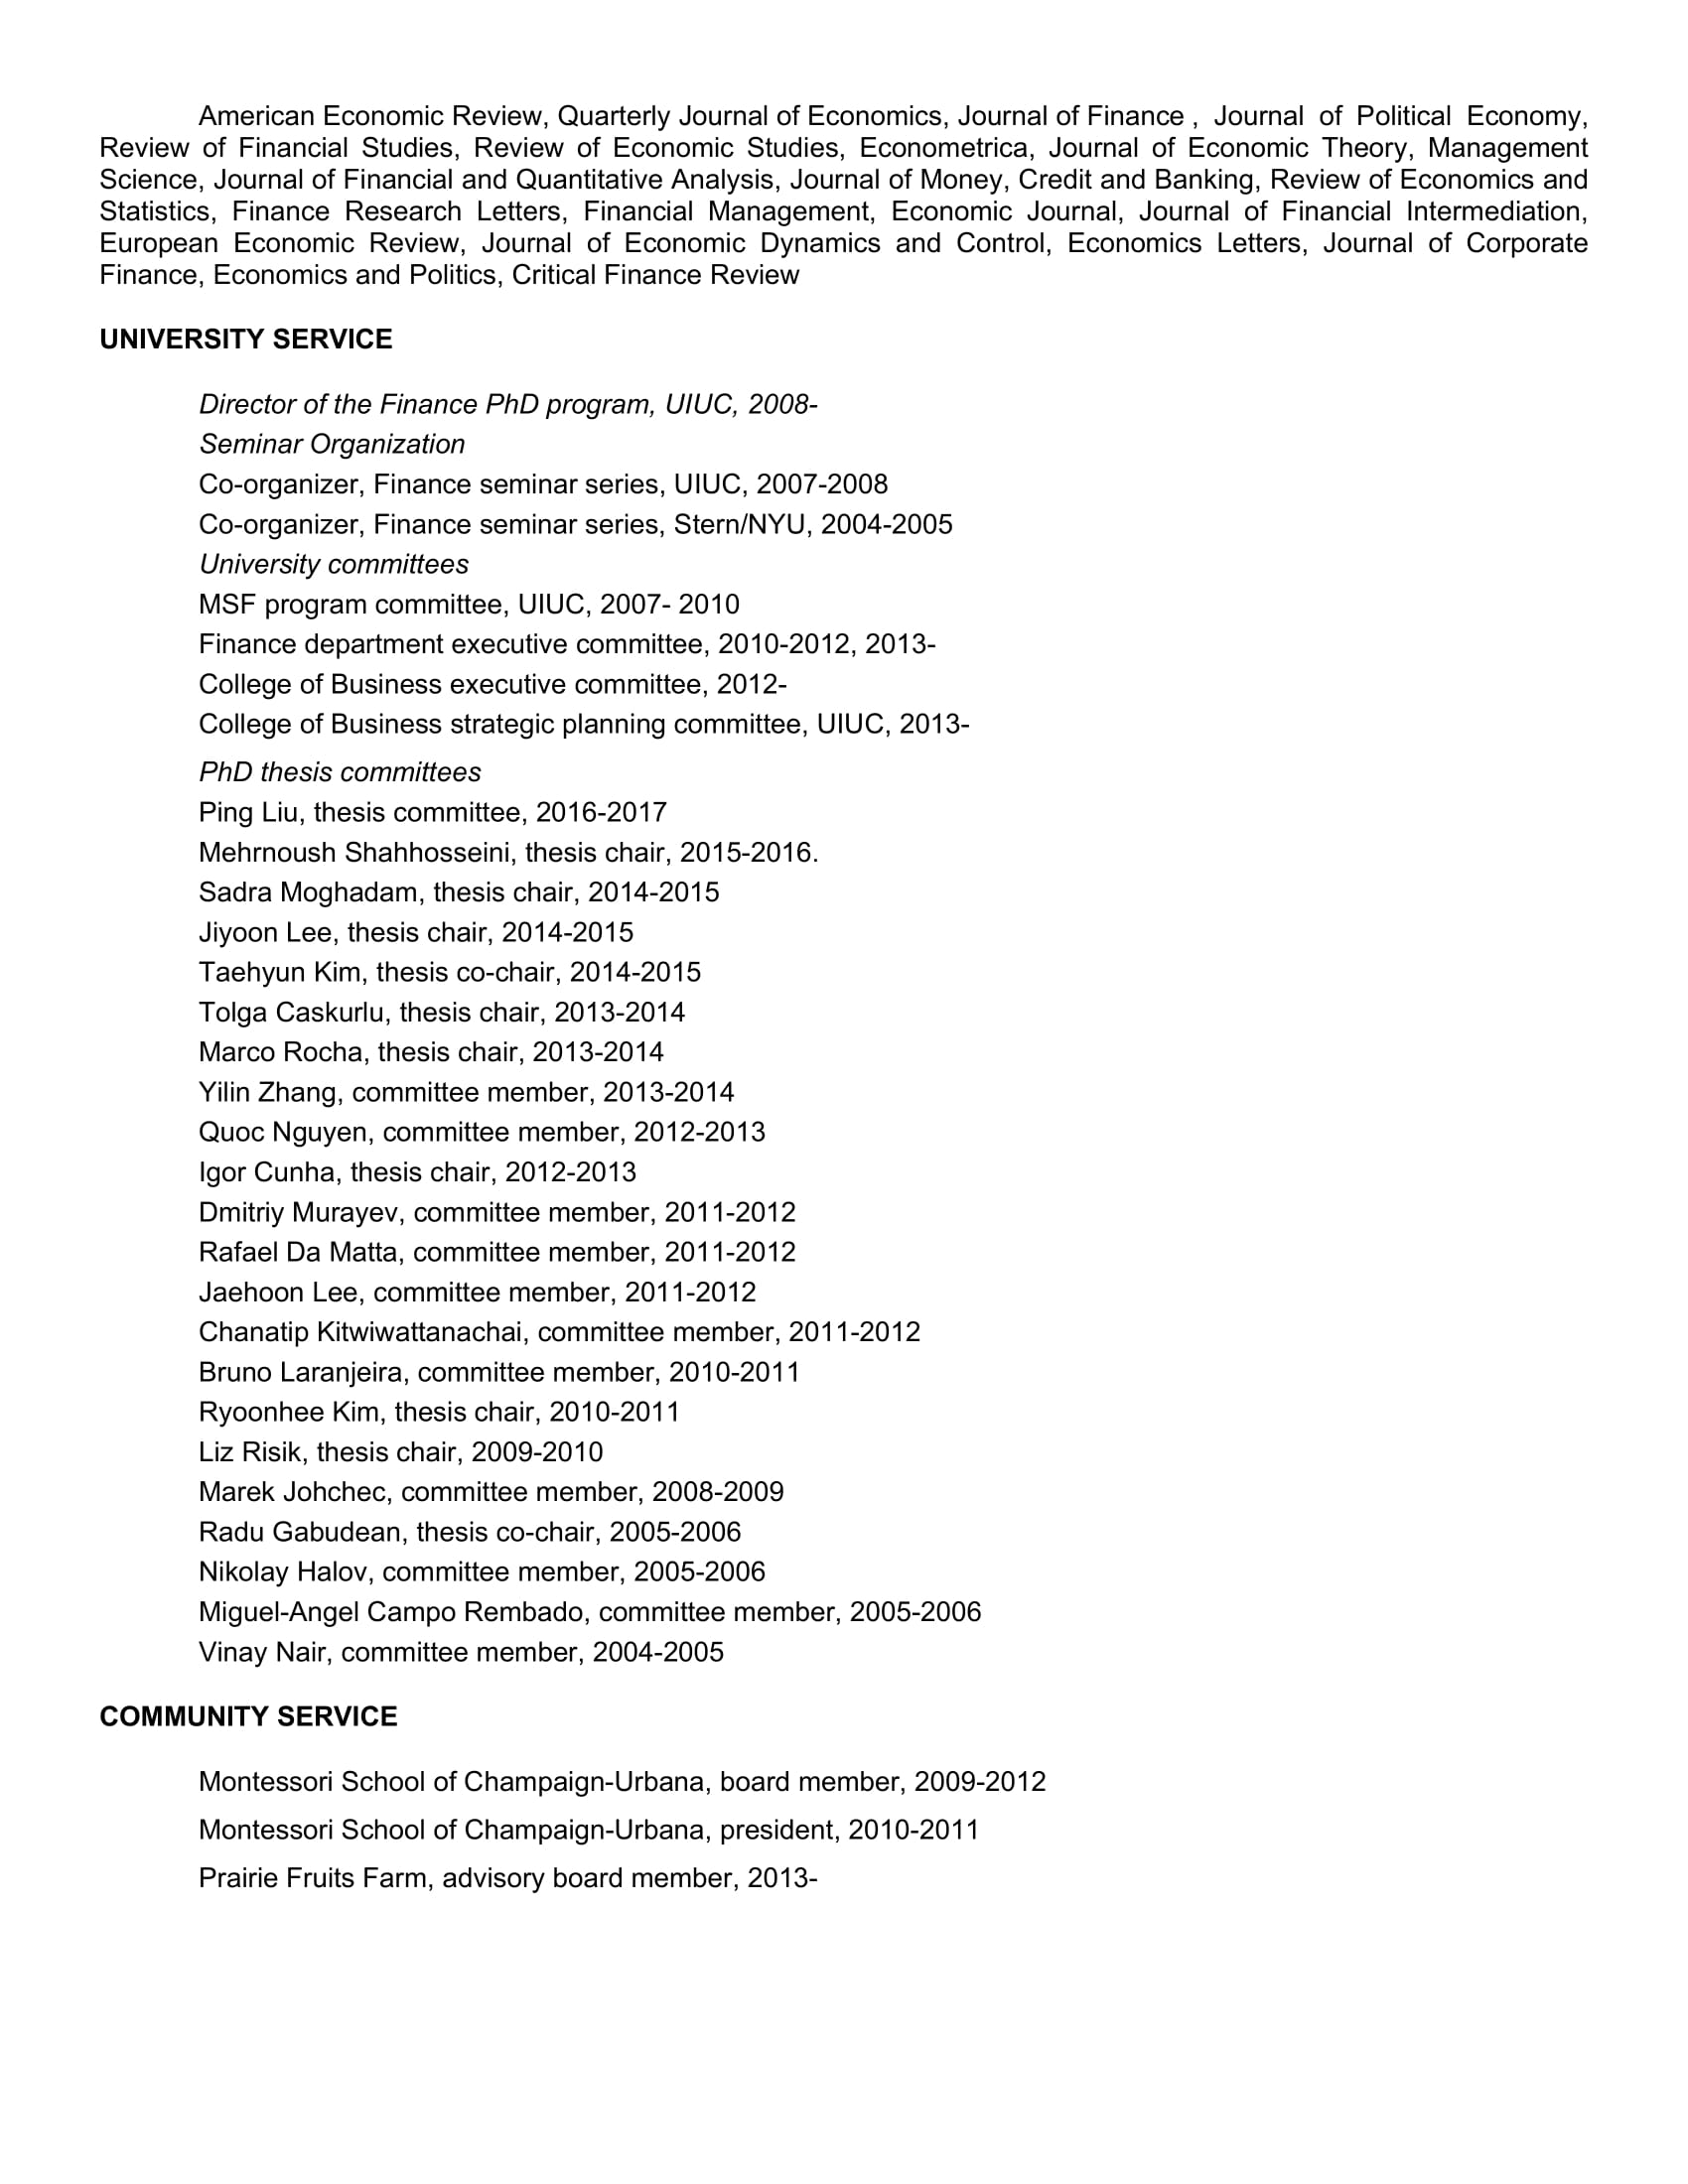 American Economic Review, Quarterly Journal of Economics, Journal of Finance , Journal of Political Economy,
Review of Financial Studies, Review of Economic Studies, Econometrica, Journal of Economic Theory, Management
Science, Journal of Financial and Quantitative Analysis, Journal of Money, Credit and Banking, Review of Economics and
Statistics, Finance Research Letters, Financial Management, Economic Journal, Journal of Financial Intermediation,
European Economic Review, Journal of Economic Dynamics and Control, Economics Letters, Journal of Corporate
Finance, Economics and Politics, Critical Finance Review
UNIVERSITY SERVICE
Director of the Finance PhD program, UIUC, 2008-
Seminar Organization
Co-organizer, Finance seminar series, UIUC, 2007-2008
Co-organizer, Finance seminar series, Stern/NYU, 2004-2005
University committees
MSF program committee, UIUC, 2007- 2010
Finance department executive committee, 2010-2012, 2013-
College of Business executive committee, 2012-
College of Business strategic planning committee, UIUC, 2013-
PhD thesis committees
Ping Liu, thesis committee, 2016-2017
Mehrnoush Shahhosseini, thesis chair, 2015-2016.
Sadra Moghadam, thesis chair, 2014-2015
Jiyoon Lee, thesis chair, 2014-2015
Taehyun Kim, thesis co-chair, 2014-2015
Tolga Caskurlu, thesis chair, 2013-2014
Marco Rocha, thesis chair, 2013-2014
Yilin Zhang, committee member, 2013-2014
Quoc Nguyen, committee member, 2012-2013
Igor Cunha, thesis chair, 2012-2013
Dmitriy Murayev, committee member, 2011-2012
Rafael Da Matta, committee member, 2011-2012
Jaehoon Lee, committee member, 2011-2012
Chanatip Kitwiwattanachai, committee member, 2011-2012
Bruno Laranjeira, committee member, 2010-2011
Ryoonhee Kim, thesis chair, 2010-2011
Liz Risik, thesis chair, 2009-2010
Marek Johchec, committee member, 2008-2009
Radu Gabudean, thesis co-chair, 2005-2006
Nikolay Halov, committee member, 2005-2006
Miguel-Angel Campo Rembado, committee member, 2005-2006
Vinay Nair, committee member, 2004-2005
COMMUNITY SERVICE
Montessori School of Champaign-Urbana, board member, 2009-2012
Montessori School of Champaign-Urbana, president, 2010-2011
Prairie Fruits Farm, advisory board member, 2013-